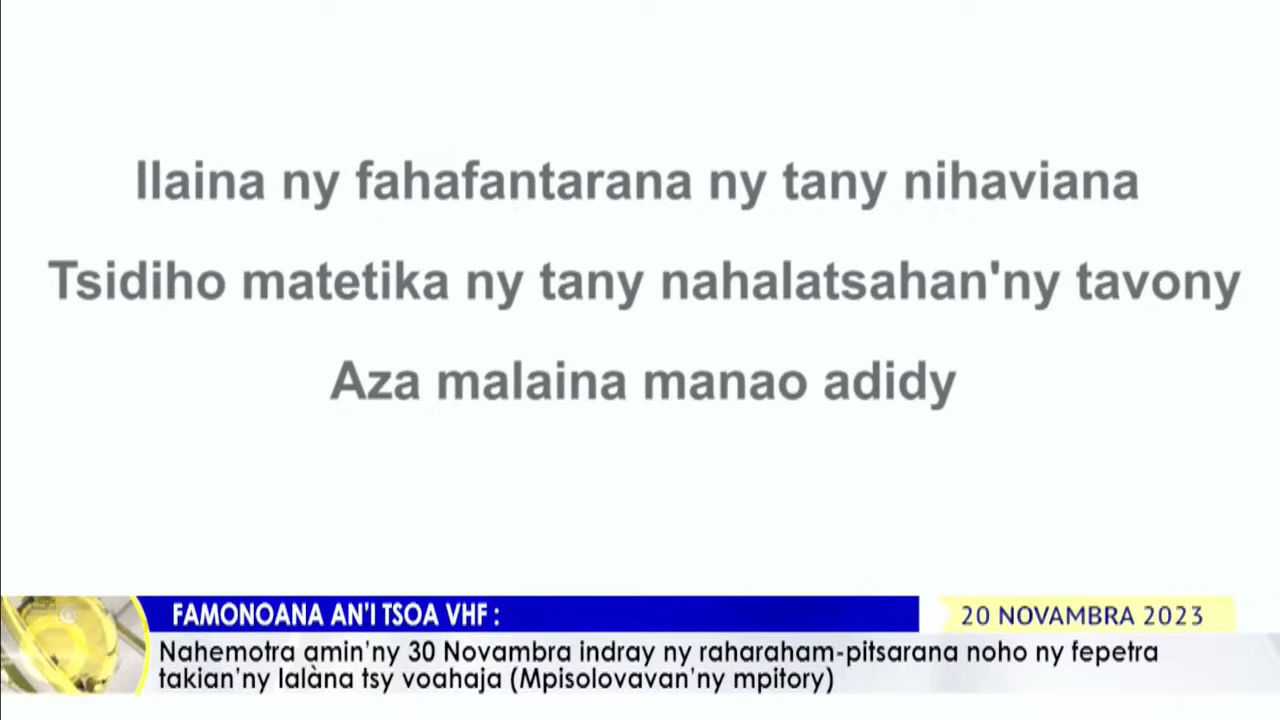 Ilaina ny fahafantarana ny tany nihaviana
Tsidiho matetika ny tany nahalatsahan'ny tavony
Aza malaina manao adidy
FAMONOANA AN'I TSOA VHF :
20 NOVAMBRA 2023
Nahemotra amin'ny 30 Novambra indray ny raharaham-pitsarana noho ny fepetra
takian'ny lalàna tsy voahaja (Mpisolovavan'ny mpitory)